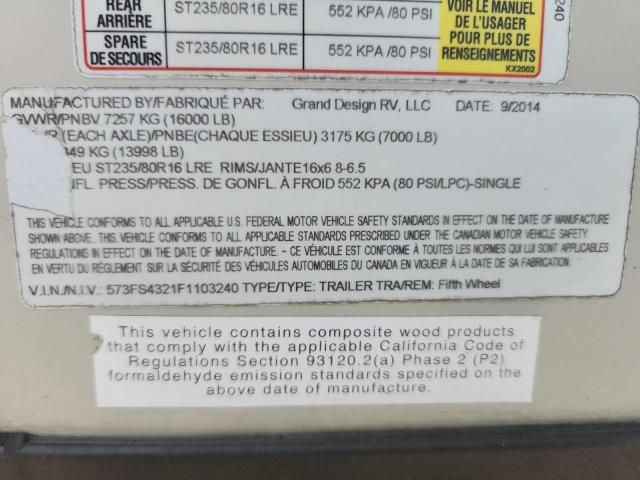 REAR ST235/80R16 LRE 552 KPA /80 PSI
ARRIÈRE
SPARE ST235/80R16 LRE 552 KPA /80 PSI
DE SECOURS
VOIR LE MANUEL
DE L'USAGER
POUR PLUS DE
RENSEIGNEMENTS
KX2002
240
MANUFACTURED BY/FABRIQUÉ PAR: Grand Design RV, LLC DATE: 9/2014
GVWR/PNBV 7257 KG (16000 LB)
(EACH AXLE)/PNBE(CHAQUE ESSIEU) 3175 KG (7000 LB)
49 KG (13998 LB)
EU ST235/80R16 LRE RIMS/JANTE16x6 8-6.5
NFL. PRESS/PRESS. DE GONFL. À FROID 552 KPA (80 PSI/LPC)-SINGLE
THIS VEHICLE CONFORMS TO ALL APPLICABLE U.S. FEDERAL MOTOR VEHICLE SAFETY STANDARDS IN EFFECT ON THE DATE OF MANUFACTURE
SHOWN ABOVE. THIS VEHICLE CONFORMS TO ALL APPLICABLE STANDARDS PRESCRIBED UNDER THE CANADIAN MOTOR VEHICLE SAFETY
REGULATIONS IN EFFECT ON THE DATE OF MANUFACTURE. ~ CE VÉHICULE EST CONFORME À TOUTES LES NORMES QUI LUI SONT APPLICABLES
EN VERTU DU RÉGLEMENT SUR LA SÉCURITÉ DES VÉHICULES AUTOMOBILES DU CANADA EN VIGUEUR À LA DATE DE SA FABRICATION.
V.I.N./N.I.V.: 573FS4321F1103240 TYPE/TYPE: TRAILER TRA/REM: Fifth Wheel
This vehicle contains composite wood products
that comply with the applicable California Code of
Regulations Section 93120.2(a) Phase 2 (P2)
formaldehyde emission standards specified on the
above date of manufacture.